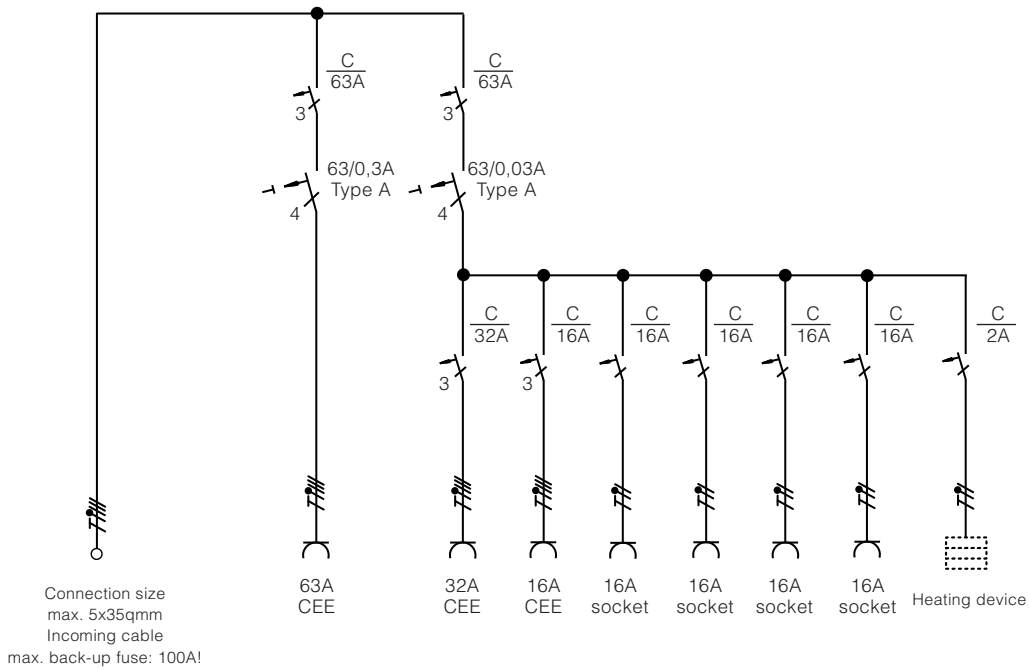 C
63A
3
C
63A
3
63/0,3A
Type A
4
63/0,03A
Type A
4
C
32A
3
C
16A
3
C
16A
C
16A
C
16A
C
16A
C
2A
Connection size
max. 5x35qmm
Incoming cable
max. back-up fuse: 100A!
63A
CEE
32A
CEE
16A
CEE
16A
socket
16A
socket
16A
socket
16A
socket
Heating device